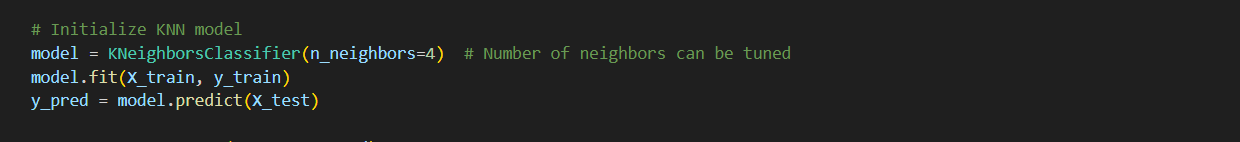 # Initialize KNN model
model = KNeighborsClassifier(n_neighbors=4)  # Number of neighbors can be tuned
model.fit(X_train, y_train)
y_pred = model.predict(X_test)